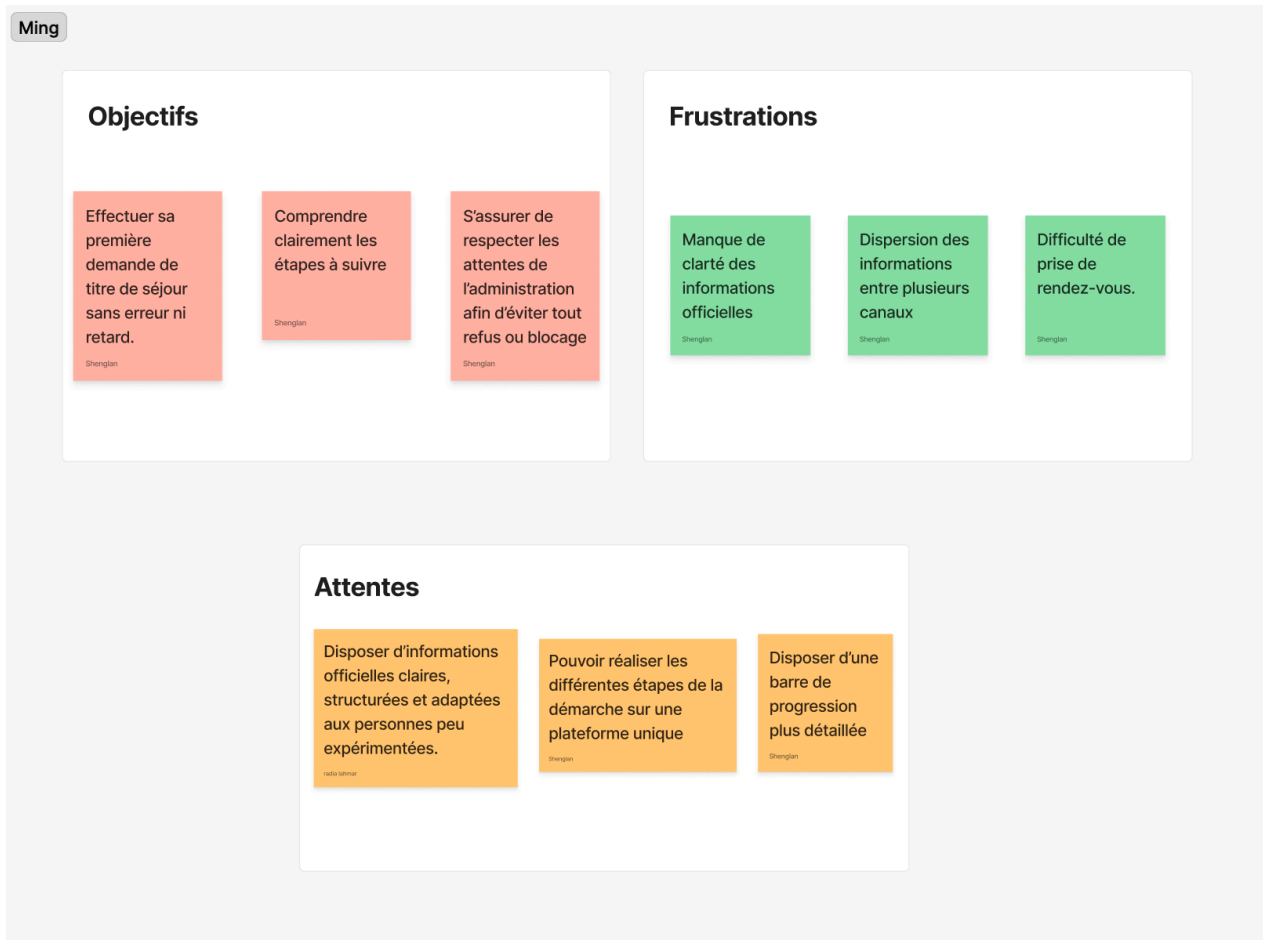 Ming
Objectifs
Effectuer sa
première
demande de
titre de séjour
sans erreur ni
retard.
Shenglan
Comprendre
clairement les
étapes à suivre
Shenglan
S’assurer de
respecter les
attentes de
l’administration
afin d’éviter tout
refus ou blocage
Shenglan
Frustrations
Manque de
clarté des
informations
officielles
Shenglan
Dispersion des
informations
entre plusieurs
canaux
Shenglan
Difficulté de
prise de
rendez-vous.
Shenglan
Attentes
Disposer d’informations
officielles claires,
structurées et adaptées
aux personnes peu
expérimentées.
radia lahmar
Pouvoir réaliser les
différentes étapes de la
démarche sur une
plateforme unique
Shenglan
Disposer d’une
barre de
progression
plus détaillée
Shenglan